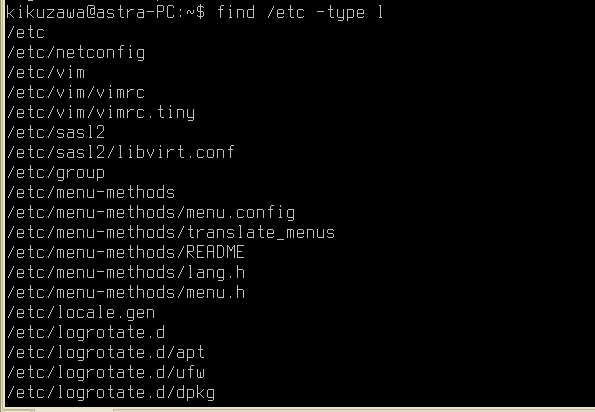 kikuzawa@astra-PC:~$ find /etc -type l
/etc
/etc/netconfig
/etc/vim
/etc/vim/vimrc
/etc/vim/vimrc.tiny
/etc/sasl2
/etc/sasl2/libvirt.conf
/etc/group
/etc/menu-methods
/etc/menu-methods/menu.config
/etc/menu-methods/translate_menus
/etc/menu-methods/README
/etc/menu-methods/lang.h
/etc/menu-methods/menu.h
/etc/locale.gen
/etc/logrotate.d
/etc/logrotate.d/apt
/etc/logrotate.d/ufw
/etc/logrotate.d/dpkg